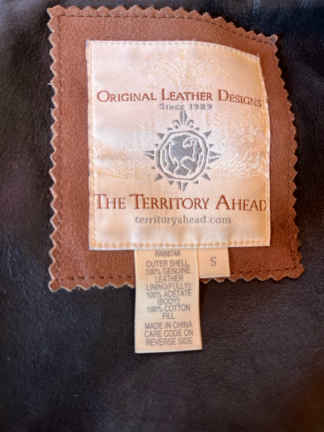 ORIGINAL LEATHER DESIGNS
Since 1989
THE TERRITORY AHEAD
territoryahead.com
S
OUTER SHELL
100% GENUINE
LEATHER
LINING(FULLY)
100% ACETATE
(BODY)
100% COTTON
FILL
MADE IN CHINA
CARE CODE ON
REVERSE SIDE